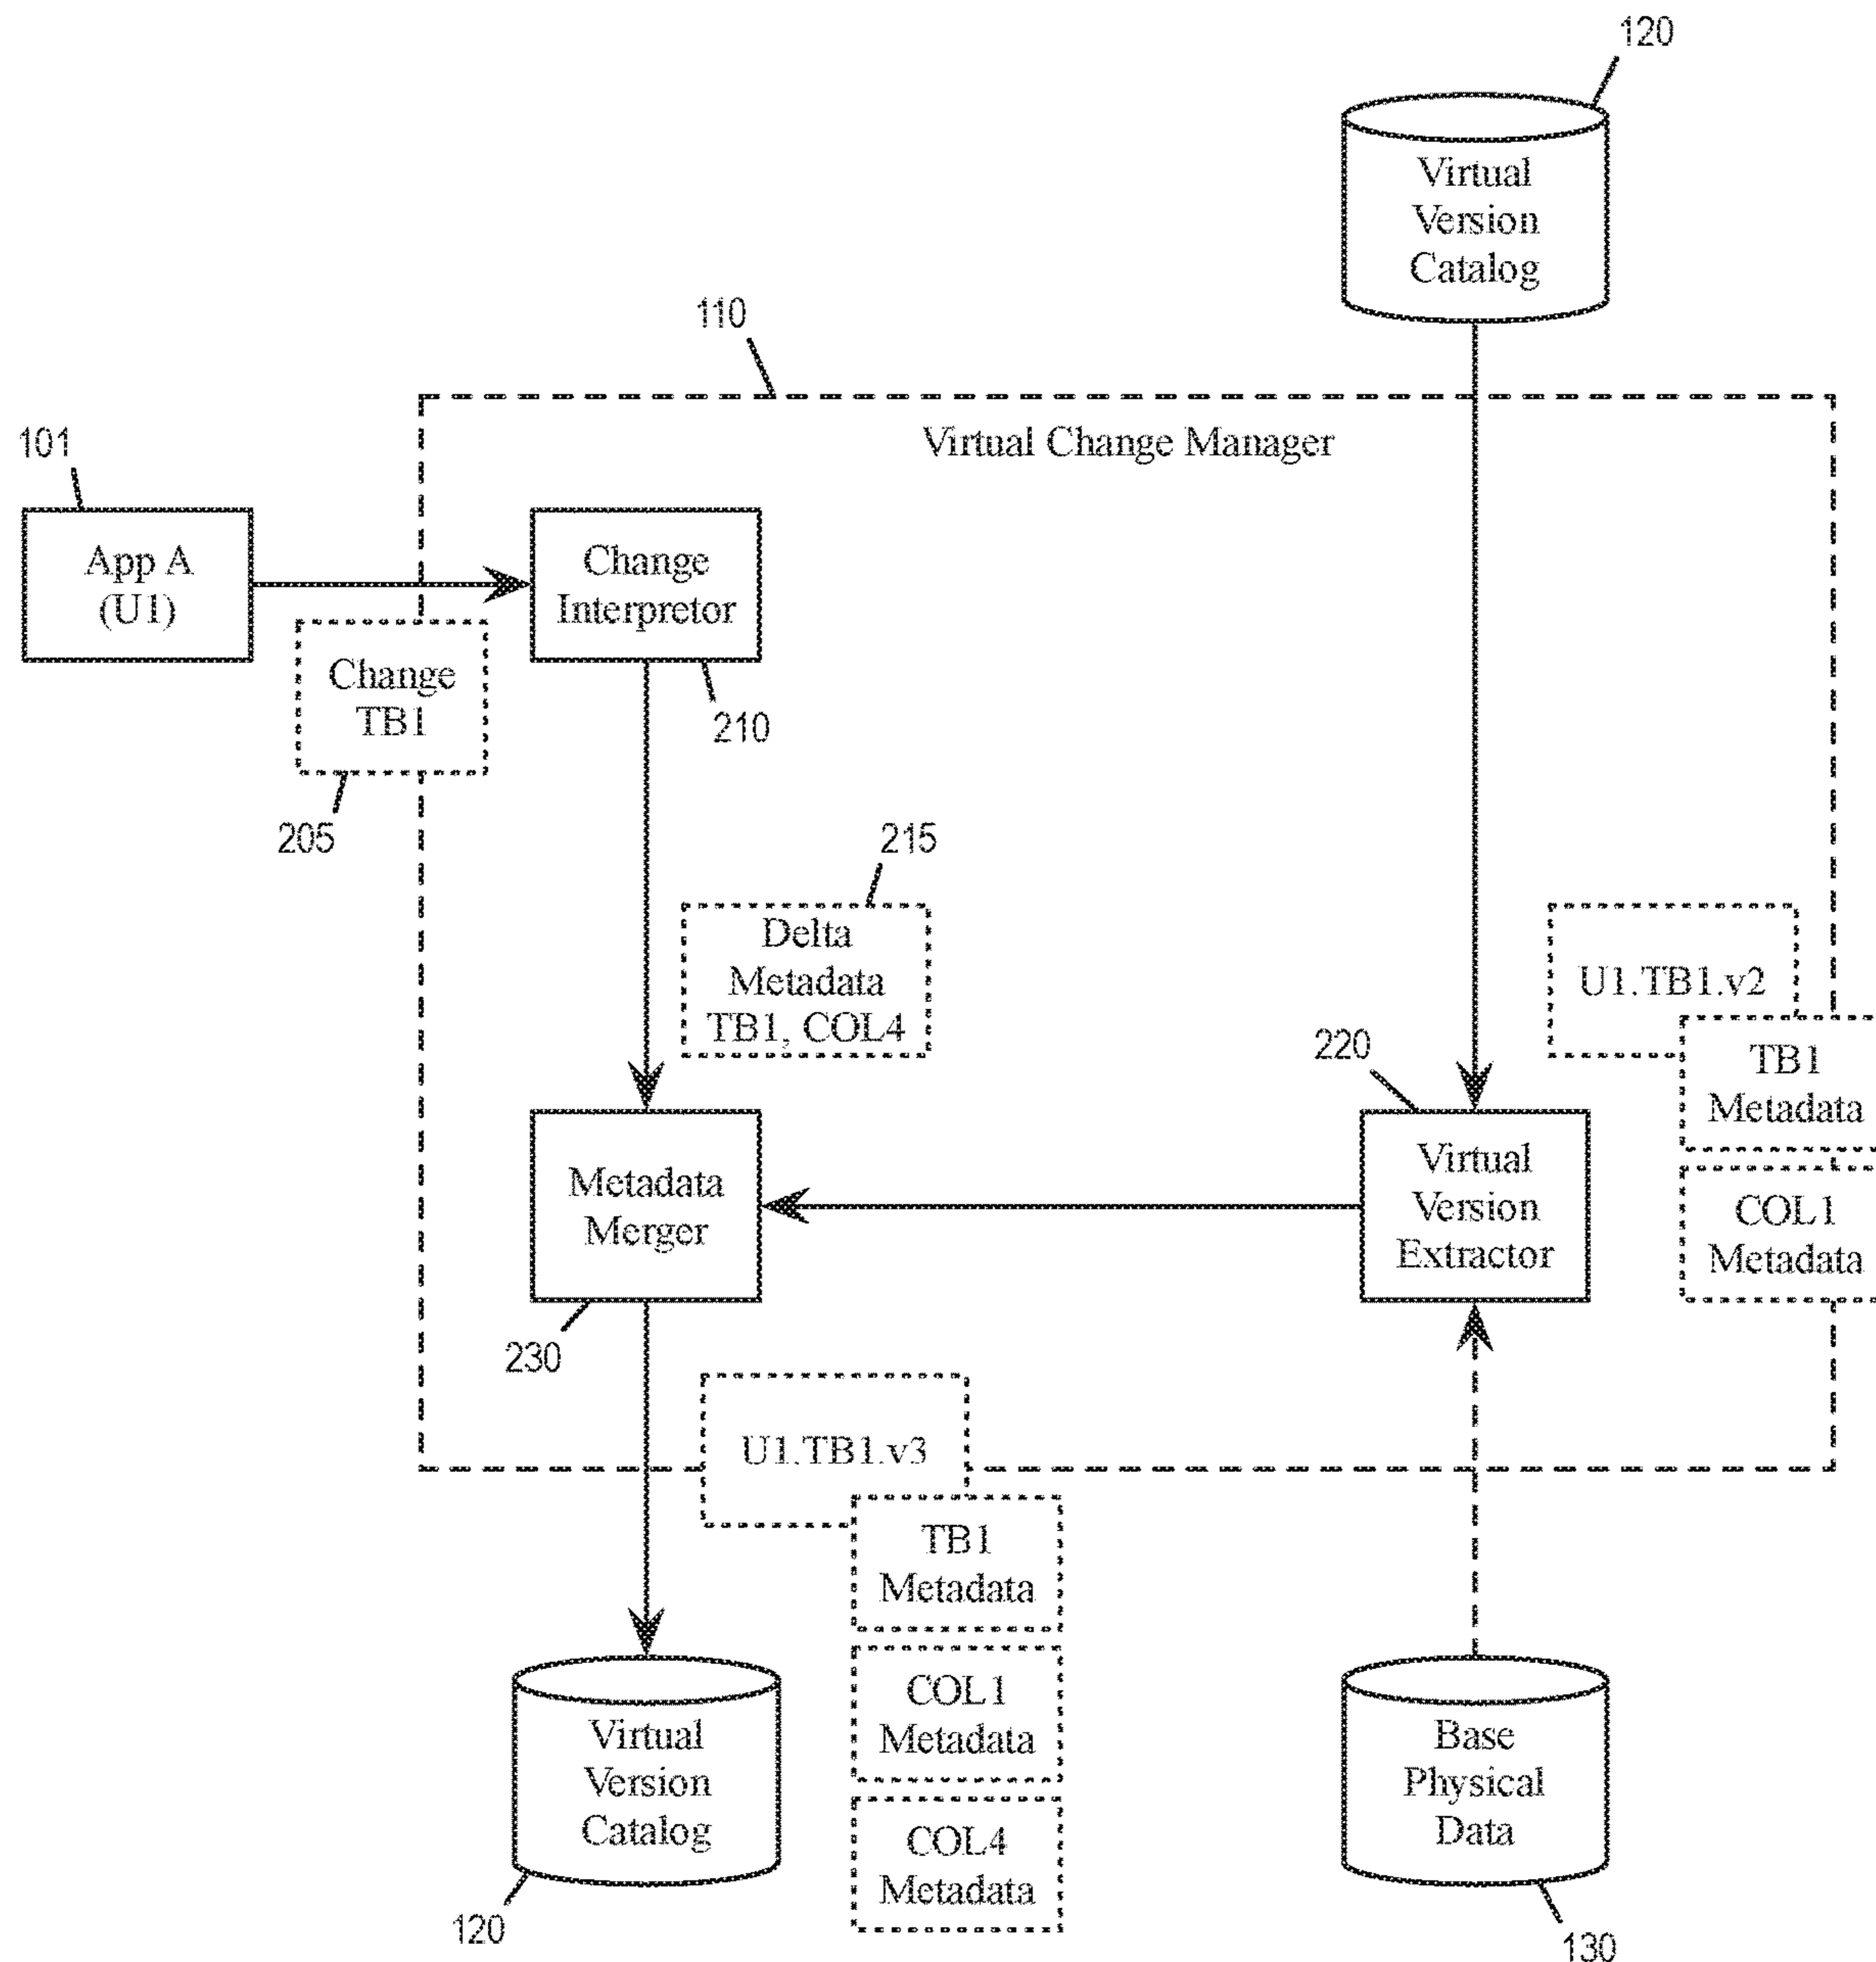 120
Virtual
Version
Catalog
110
Virtual Change Manager
101
App A
(U1)
Change
Interpretor
210
Change
TB1
205
215
Delta
Metadata
TB1, COL4
U1.TB1.v2
TB1
Metadata
COL1
Metadata
220
Virtual
Version
Extractor
Metadata
Merger
230
U1.TB1.v3
TB1
Metadata
COL1
Metadata
COL4
Metadata
Virtual
Version
Catalog
120
Base
Physical
Data
130